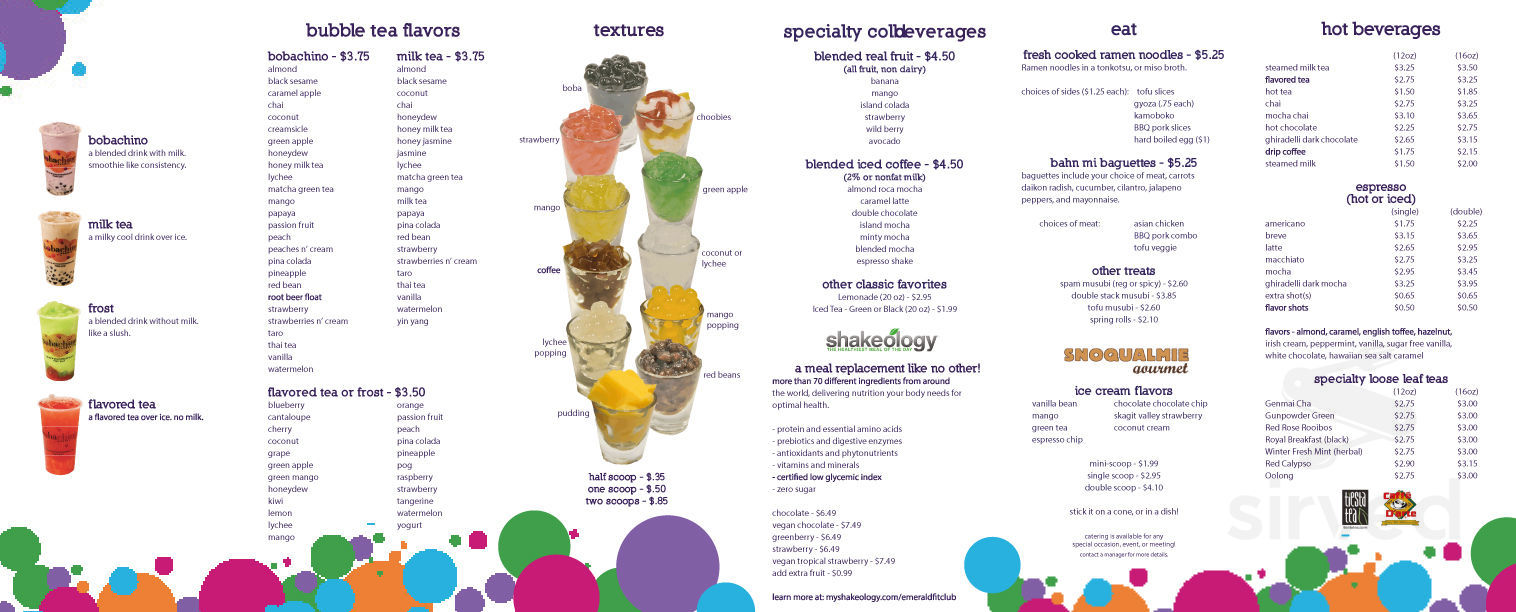 bobachino
a blended drink with milk.
smoothie like consistency.
milk tea
a milky cool drink over ice.
frost
a blended drink without milk.
like a slush.
flavored tea
a flavored tea over ice. no milk.
bubble tea flavors
bobachino - $3.75
almond
black sesame
caramel apple
chai
coconut
creamsicle
green apple
honeydew
honey milk tea
lychee
matcha green tea
mango
papaya
passion fruit
peach
peaches n' cream
pina colada
pineapple
red bean
root beer float
strawberry
strawberries n' cream
taro
thai tea
vanilla
watermelon
milk tea - $3.75
almond
black sesame
coconut
chai
honeydew
honey milk tea
honey jasmine
jasmine
lychee
matcha green tea
mango
milk tea
papaya
pina colada
red bean
strawberry
strawberries n' cream
taro
thai tea
vanilla
watermelon
yin yang
flavored tea or frost - $3.50
blueberry
cantaloupe
cherry
coconut
grape
green apple
green mango
honeydew
kiwi
lemon
lychee
mango
orange
passion fruit
peach
pina colada
pineapple
pog
raspberry
strawberry
tangerine
watermelon
yogurt
textures
boba
choobies
strawberry
green apple
mango
coconut or
lychee
coffee
mango
popping
lychee
popping
red beans
pudding
half scoop - $.35
one scoop - $.50
two scoops - $.85
specialty cold beverages
blended real fruit - $4.50
(all fruit, non dairy)
banana
mango
island colada
strawberry
wild berry
avocado
blended iced coffee - $4.50
(2% or nonfat milk)
almond roca mocha
caramel latte
double chocolate
island mocha
minty mocha
blended mocha
espresso shake
other classic favorites
Lemonade (20 oz) - $2.95
Iced Tea - Green or Black (20 oz) - $1.99
shakeology
THE HEALTHIEST MEAL OF THE DAY
a meal replacement like no other!
more than 70 different ingredients from around
the world, delivering nutrition your body needs for
optimal health.
- protein and essential amino acids
- prebiotics and digestive enzymes
- antioxidants and phytonutrients
- vitamins and minerals
- certified low glycemic index
- zero sugar
chocolate - $6.49
vegan chocolate - $7.49
greenberry - $6.49
strawberry - $6.49
vegan tropical strawberry - $7.49
add extra fruit - $0.99
learn more at: myshakeology.com/emeraldfitclub
eat
fresh cooked ramen noodles - $5.25
Ramen noodles in a tonkotsu, or miso broth.
choices of sides ($1.25 each): tofu slices
gyoza (.75 each)
kamoboko
BBQ pork slices
hard boiled egg ($1)
bahn mi baguettes - $5.25
baguettes include your choice of meat, carrots
daikon radish, cucumber, cilantro, jalapeno
peppers, and mayonnaise.
choices of meat: asian chicken
BBQ pork combo
tofu veggie
other treats
spam musubi (reg or spicy) - $2.60
double stack musubi - $3.85
tofu musubi - $2.60
spring rolls - $2.10
SNOQUALMIE
gourmet
ice cream flavors
vanilla bean chocolate chocolate chip
mango skagit valley strawberry
green tea coconut cream
espresso chip
mini-scoop - $1.99
single scoop - $2.95
double scoop - $4.10
stick it on a cone, or in a dish!
catering is available for any
special occasion, event, or meeting!
contact a manager for more details.
hot beverages
(12oz) (16oz)
steamed milk tea $3.25 $3.50
flavored tea $2.75 $3.25
hot tea $1.50 $1.85
chai $2.75 $3.25
mocha chai $3.10 $3.65
hot chocolate $2.25 $2.75
ghiradelli dark chocolate $2.65 $3.15
drip coffee $1.75 $2.15
steamed milk $1.50 $2.00
espresso
(hot or iced)
(single) (double)
americano $1.75 $2.25
breve $3.15 $3.65
latte $2.65 $2.95
macchiato $2.75 $3.25
mocha $2.95 $3.45
ghiradelli dark mocha $3.25 $3.95
extra shot(s) $0.65 $0.65
flavor shots $0.50 $0.50
flavors - almond, caramel, english toffee, hazelnut,
irish cream, peppermint, vanilla, sugar free vanilla,
white chocolate, hawaiian sea salt caramel
specialty loose leaf teas
(12oz) (16oz)
Genmai Cha $2.75 $3.00
Gunpowder Green $2.75 $3.00
Red Rose Rooibos $2.75 $3.00
Royal Breakfast (black) $2.75 $3.00
Winter Fresh Mint (herbal) $2.75 $3.00
Red Calypso $2.90 $3.15
Oolong $2.75 $3.00
tiesta
tea
Caffé
D'arte
sirved